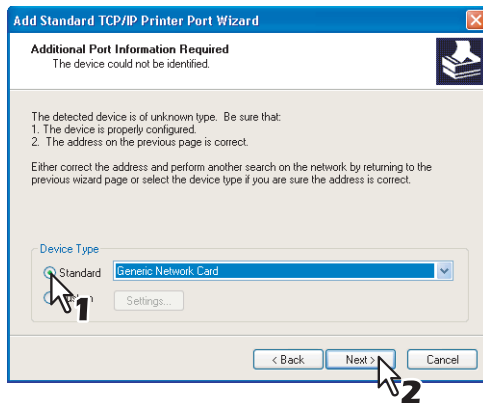 Add Standard TCP/IP Printer Port Wizard
Additional Port Information Required
The device could not be identified.
The detected device is of unknown type. Be sure that:
1. The device is properly configured.
2. The address on the previous page is correct.
Either correct the address and perform another search on the network by returning to the
previous wizard page or select the device type if you are sure the address is correct.
Device Type
Standard Generic Network Card
Settings...
1
< Back Next > Cancel
2